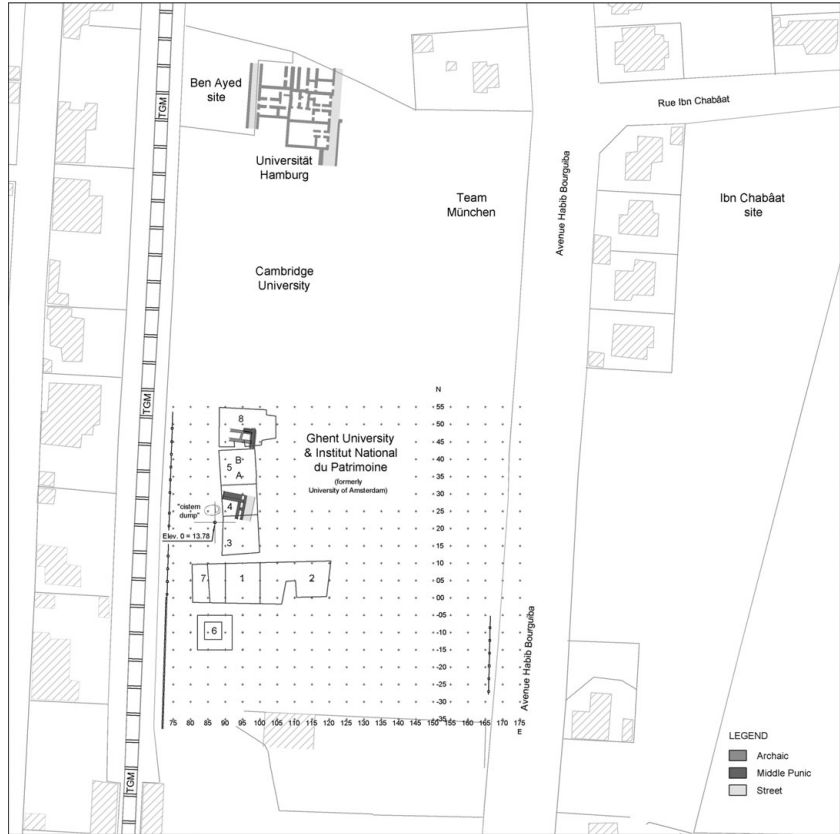 TGM
Ben Ayed
site
Universität
Hamburg
Rue Ibn Chabâat
Avenue Habib Bourguiba
Team
München
Ibn Chabâat
site
Cambridge
University
TGM
N
55
50
45
40
35
30
25
20
15
10
05
00
-05
-10
-15
-20
-25
-30
-35
8
Ghent University
& Institut National
du Patrimoine
(formerly
University of Amsterdam)
B
5
A
"cistern
dump"
4
Elev. 0 = 13.78
3
7
1
2
6
Avenue Habib Bourguiba
75 80 85 90 95 100 105 110 115 120 125 130 135 140 145 150 155 160 165 170 175
E
TGM
LEGEND
Archaic
Middle Punic
Street